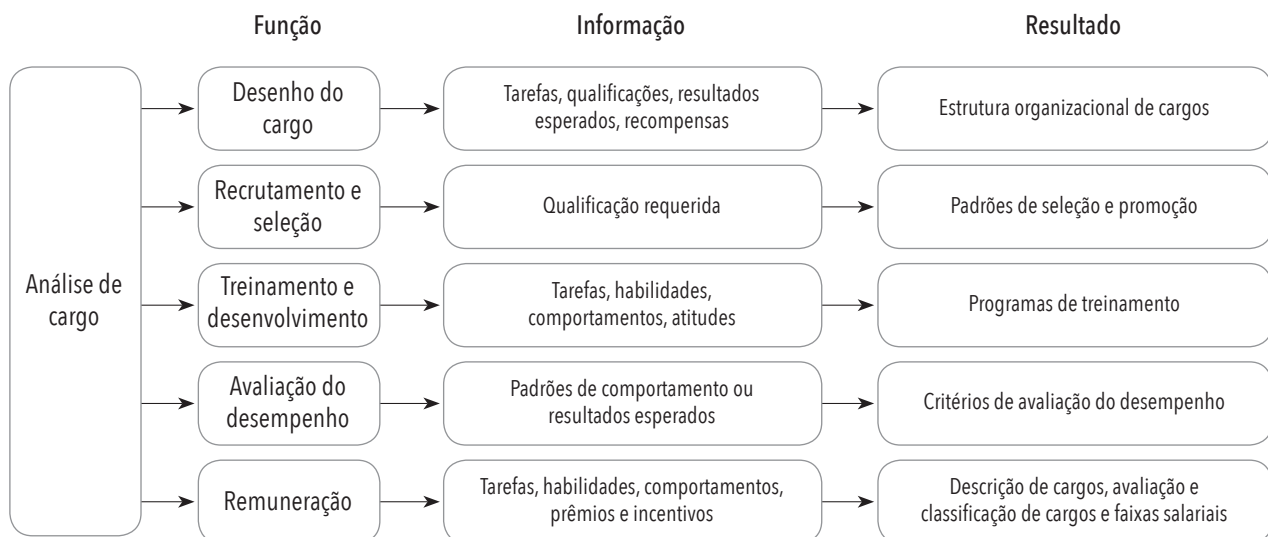 Função
Informação
Resultado
Análise de
cargo
Desenho do
cargo
Tarefas, qualificações, resultados
esperados, recompensas
Estrutura organizacional de cargos
Recrutamento e
seleção
Qualificação requerida
Padrões de seleção e promoção
Treinamento e
desenvolvimento
Tarefas, habilidades,
comportamentos, atitudes
Programas de treinamento
Avaliação do
desempenho
Padrões de comportamento ou
resultados esperados
Critérios de avaliação do desempenho
Remuneração
Tarefas, habilidades, comportamentos,
prêmios e incentivos
Descrição de cargos, avaliação e
classificação de cargos e faixas salariais